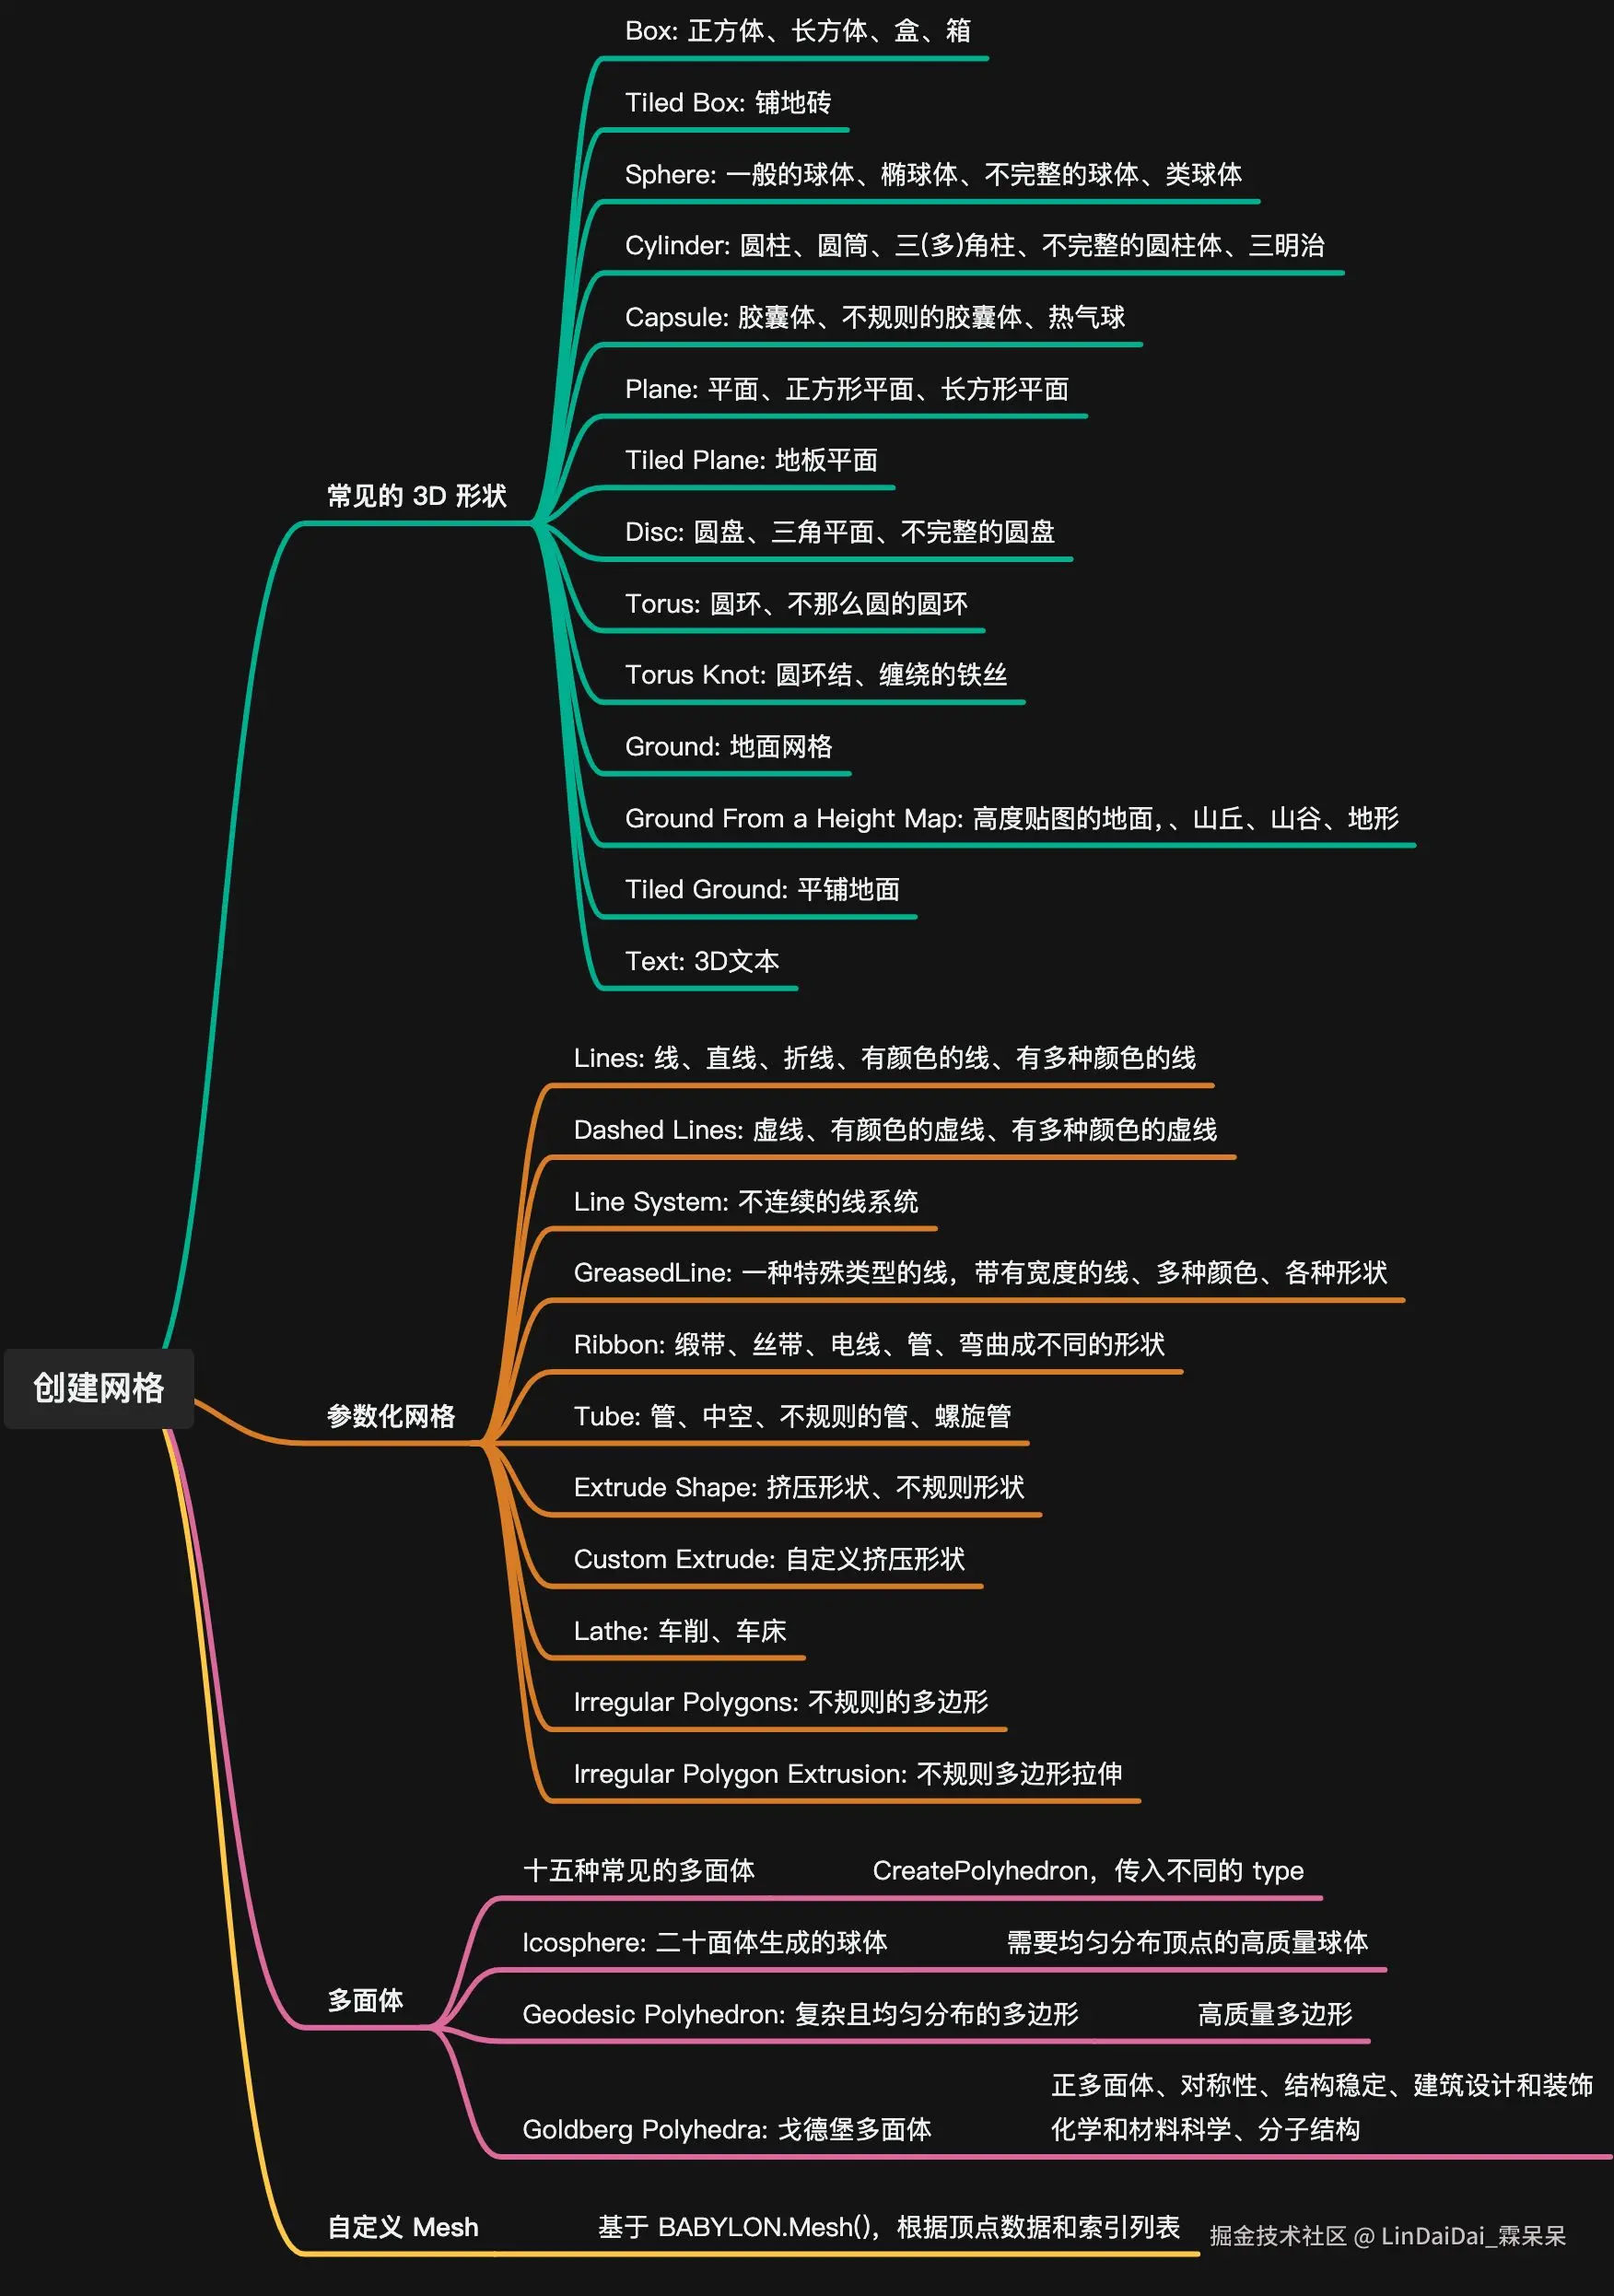 Box: 正方体、长方体、盒、箱
Tiled Box: 铺地砖
Sphere: 一般的球体、椭球体、不完整的球体、类球体
Cylinder: 圆柱、圆筒、三(多)角柱、不完整的圆柱体、三明治
Capsule: 胶囊体、不规则的胶囊体、热气球
Plane: 平面、正方形平面、长方形平面
Tiled Plane: 地板平面
常见的 3D 形状
Disc: 圆盘、三角平面、不完整的圆盘
Torus: 圆环、不那么圆的圆环
Torus Knot: 圆环结、缠绕的铁丝
Ground: 地面网格
Ground From a Height Map: 高度贴图的地面,、山丘、山谷、地形
Tiled Ground: 平铺地面
Text: 3D文本
Lines: 线、直线、折线、有颜色的线、有多种颜色的线
Dashed Lines: 虚线、有颜色的虚线、有多种颜色的虚线
Line System: 不连续的线系统
GreasedLine: 一种特殊类型的线，带有宽度的线、多种颜色、各种形状
Ribbon: 缎带、丝带、电线、管、弯曲成不同的形状
创建网格
参数化网格
Tube: 管、中空、不规则的管、螺旋管
Extrude Shape: 挤压形状、不规则形状
Custom Extrude: 自定义挤压形状
Lathe: 车削、车床
Irregular Polygons: 不规则的多边形
Irregular Polygon Extrusion: 不规则多边形拉伸
十五种常见的多面体
CreatePolyhedron，传入不同的 type
Icosphere: 二十面体生成的球体
需要均匀分布顶点的高质量球体
多面体
Geodesic Polyhedron: 复杂且均匀分布的多边形
高质量多边形
Goldberg Polyhedra: 戈德堡多面体
正多面体、对称性、结构稳定、建筑设计和装饰
化学和材料科学、分子结构
自定义 Mesh
基于 BABYLON.Mesh()，根据顶点数据和索引列表
掘金技术社区 @ LinDaiDai_霖呆呆